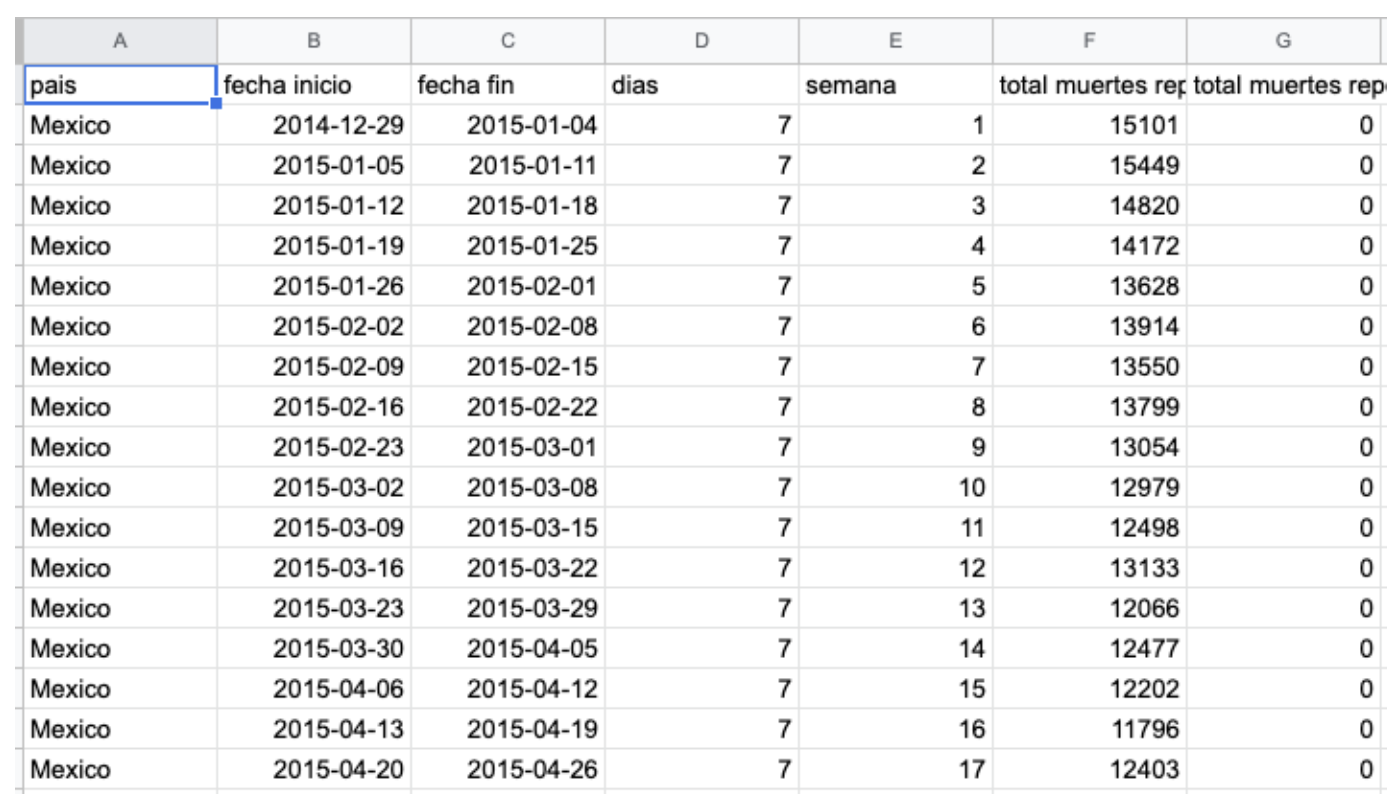 A B C D E F G
pais fecha inicio fecha fin dias semana total muertes total muertes
Mexico 2014-12-29 2015-01-04 7 1 15101 0
Mexico 2015-01-05 2015-01-11 7 2 15449 0
Mexico 2015-01-12 2015-01-18 7 3 14820 0
Mexico 2015-01-19 2015-01-25 7 4 14172 0
Mexico 2015-01-26 2015-02-01 7 5 13628 0
Mexico 2015-02-02 2015-02-08 7 6 13914 0
Mexico 2015-02-09 2015-02-15 7 7 13550 0
Mexico 2015-02-16 2015-02-22 7 8 13799 0
Mexico 2015-02-23 2015-03-01 7 9 13054 0
Mexico 2015-03-02 2015-03-08 7 10 12979 0
Mexico 2015-03-09 2015-03-15 7 11 12498 0
Mexico 2015-03-16 2015-03-22 7 12 13133 0
Mexico 2015-03-23 2015-03-29 7 13 12066 0
Mexico 2015-03-30 2015-04-05 7 14 12477 0
Mexico 2015-04-06 2015-04-12 7 15 12202 0
Mexico 2015-04-13 2015-04-19 7 16 11796 0
Mexico 2015-04-20 2015-04-26 7 17 12403 0